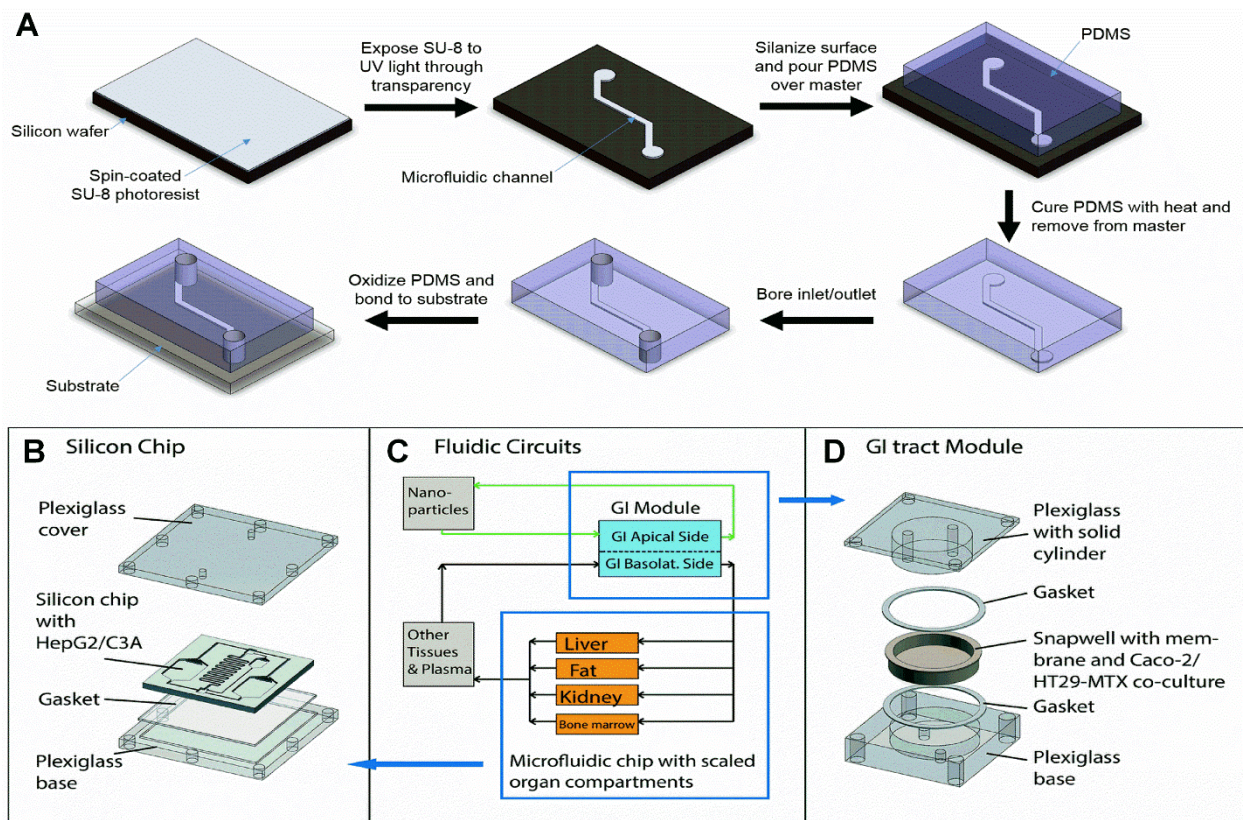 A
Expose SU-8 to
UV light through
transparency
Silanize surface
and pour PDMS
over master
PDMS
Silicon wafer
Spin-coated
SU-8 photoresist
Microfluidic channel
Cure PDMS with heat and
remove from master
Oxidize PDMS and
bond to substrate
Bore inlet/outlet
Substrate
B Silicon Chip
Plexiglass
cover
Silicon chip
with
HepG2/C3A
Gasket
Plexiglass
base
C Fluidic Circuits
Nano-
particles
GI Module
GI Apical Side
GI Basolat. Side
Other
Tissues
& Plasma
Liver
Fat
Kidney
Bone marrow
Microfluidic chip with scaled
organ compartments
D GI tract Module
Plexiglass
with solid
cylinder
Gasket
Snapwell with mem-
brane and Caco-2/
HT29-MTX co-culture
Gasket
Plexiglass
base